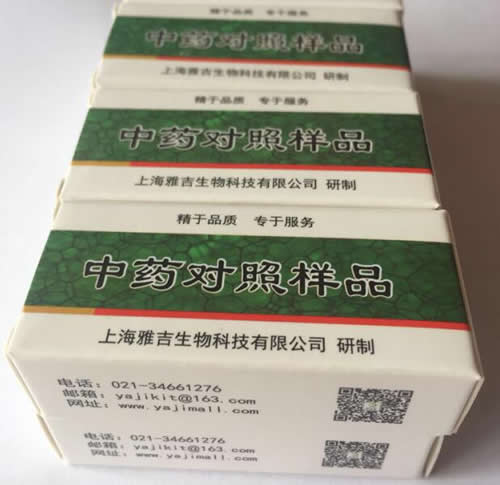 精于品质 专于服务
中药对照样品
上海雅吉生物科技有限公司 研制
精于品质 专于服务
中药对照样品
上海雅吉生物科技有限公司 研制
精于品质 专于服务
中药对照样品
上海雅吉生物科技有限公司 研制
电话：021-34661276
邮箱：yajikit@163.com
网址：www.yajimall.com
电话：021-34661276
邮箱：yajikit@163.com
网址：www.yajimall.com